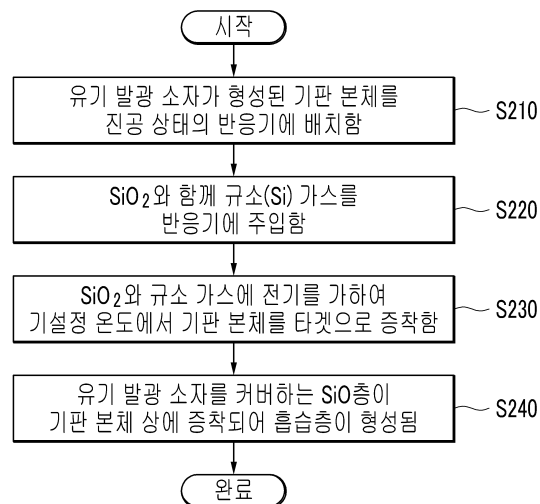 시작
유기 발광 소자가 형성된 기판 본체를
진공 상태의 반응기에 배치함
S210
SiO₂와 함께 규소(Si) 가스를
반응기에 주입함
S220
SiO₂와 규소 가스에 전기를 가하여
기설정 온도에서 기판 본체를 타겟으로 증착함
S230
유기 발광 소자를 커버하는 SiO층이
기판 본체 상에 증착되어 흡습층이 형성됨
S240
완료